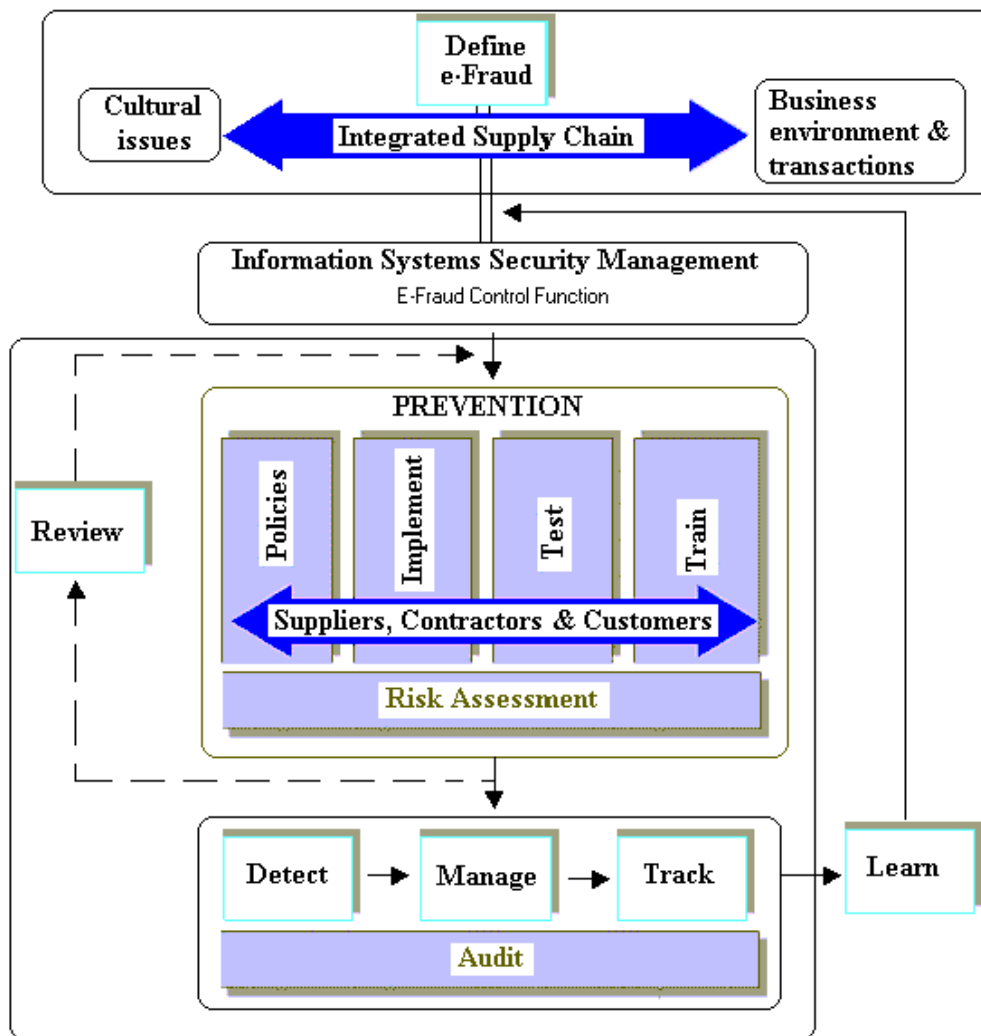 Define
e-Fraud
Cultural
issues
Integrated Supply Chain
Business
environment &
transactions
Information Systems Security Management
E-Fraud Control Function
PREVENTION
Policies
Implement
Test
Train
Review
Suppliers, Contractors & Customers
Risk Assessment
Detect
Manage
Track
Learn
Audit